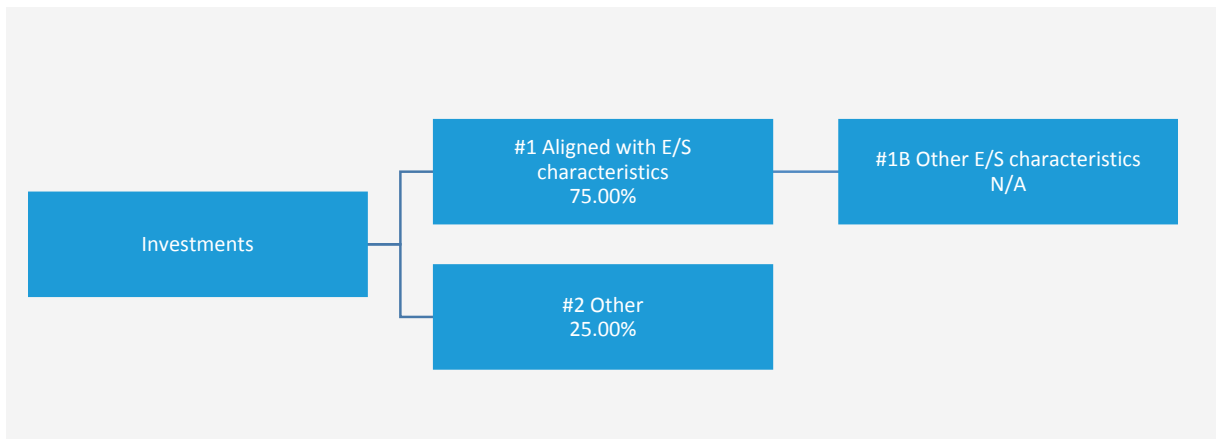 Investments
#1 Aligned with E/S
characteristics
75.00%
#1B Other E/S characteristics
N/A
#2 Other
25.00%